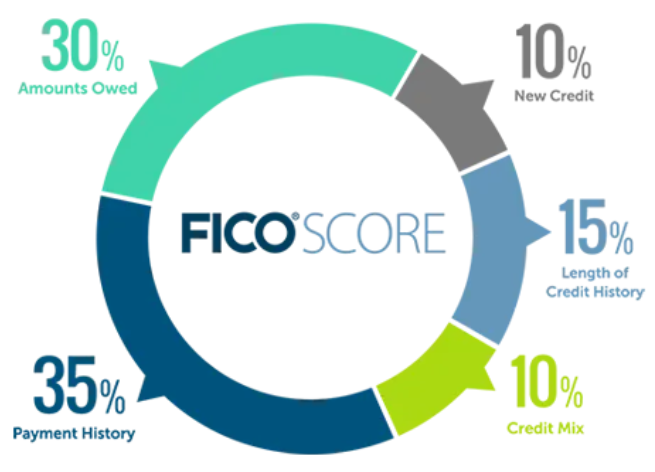 30%
Amounts Owed
10%
New Credit
FICO® SCORE
15%
Length of
Credit History
35%
Payment History
10%
Credit Mix